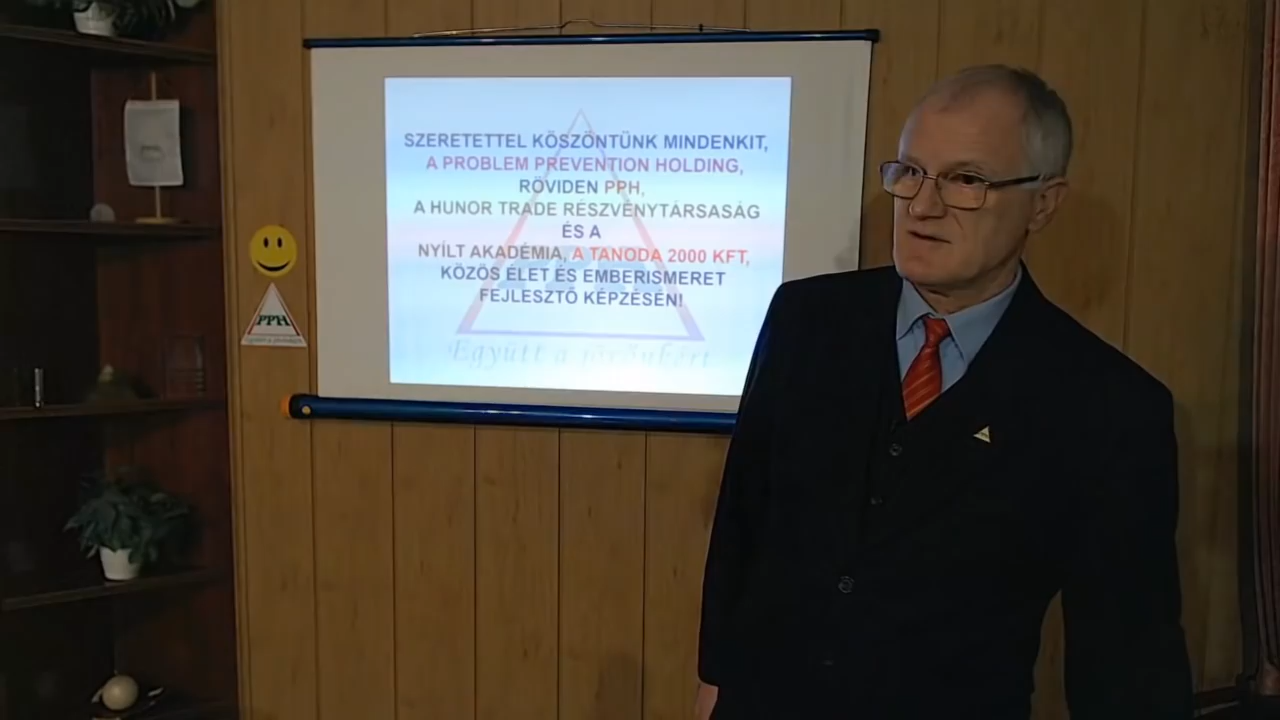 SZERETETTEL KÖSZÖNTÜNK MINDENKIT,
A PROBLEM PREVENTION HOLDING,
RÖVIDEN PPH,
A HUNOR TRADE RÉSZVÉNYTÁRSASÁG
ÉS A
NYÍLT AKADÉMIA, A TANODA 2000 KFT,
KÖZÖS ÉLET ÉS EMBERISMERET
FEJLESZTŐ KÉPZÉSÉN!
Együtt a jövőnkért
PPH